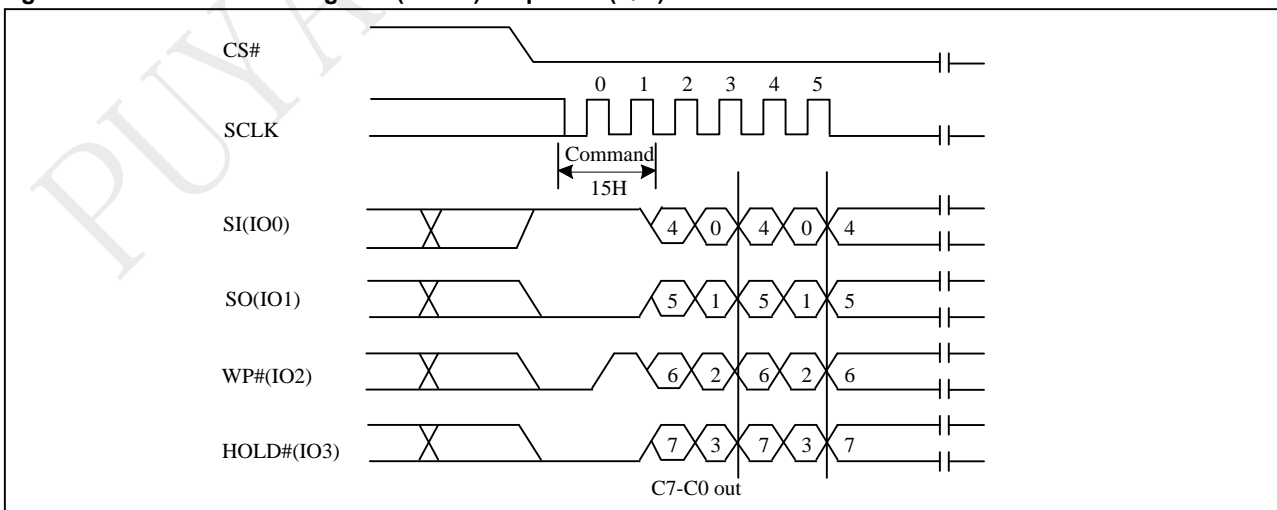 CS#
0 1 2 3 4 5
SCLK
Command
15H
SI(IO0) 4 0 4 0 4
SO(IO1) 5 1 5 1 5
WP#(IO2) 6 2 6 2 6
HOLD#(IO3) 7 3 7 3 7
C7-C0 out
PUYA